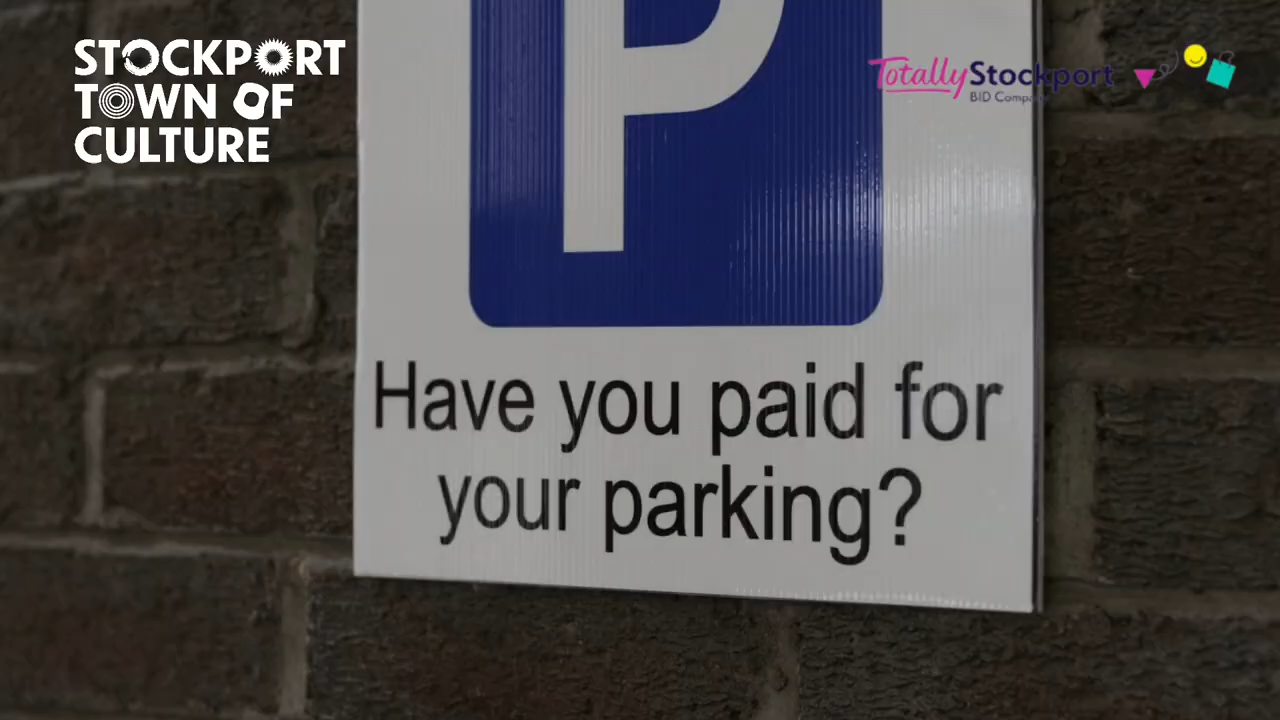 STOCKPORT
TOWN OF
CULTURE
TotallyStockport
BID Company
P
Have you paid for
your parking?